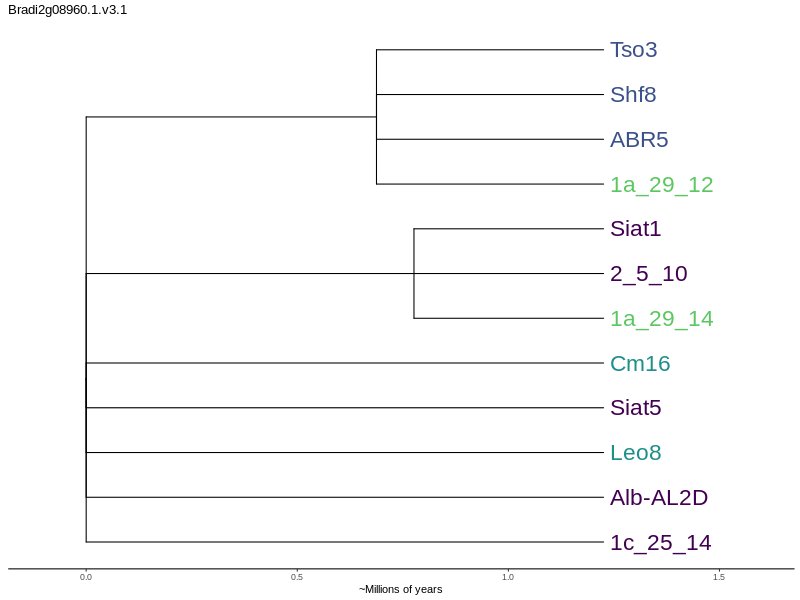 Bradi2g08960.1.v3.1
Tso3
Shf8
ABR5
1a_29_12
Siat1
2_5_10
1a_29_14
Cm16
Siat5
Leo8
Alb-AL2D
1c_25_14
0.0 0.5 1.0 1.5
~Millions of years